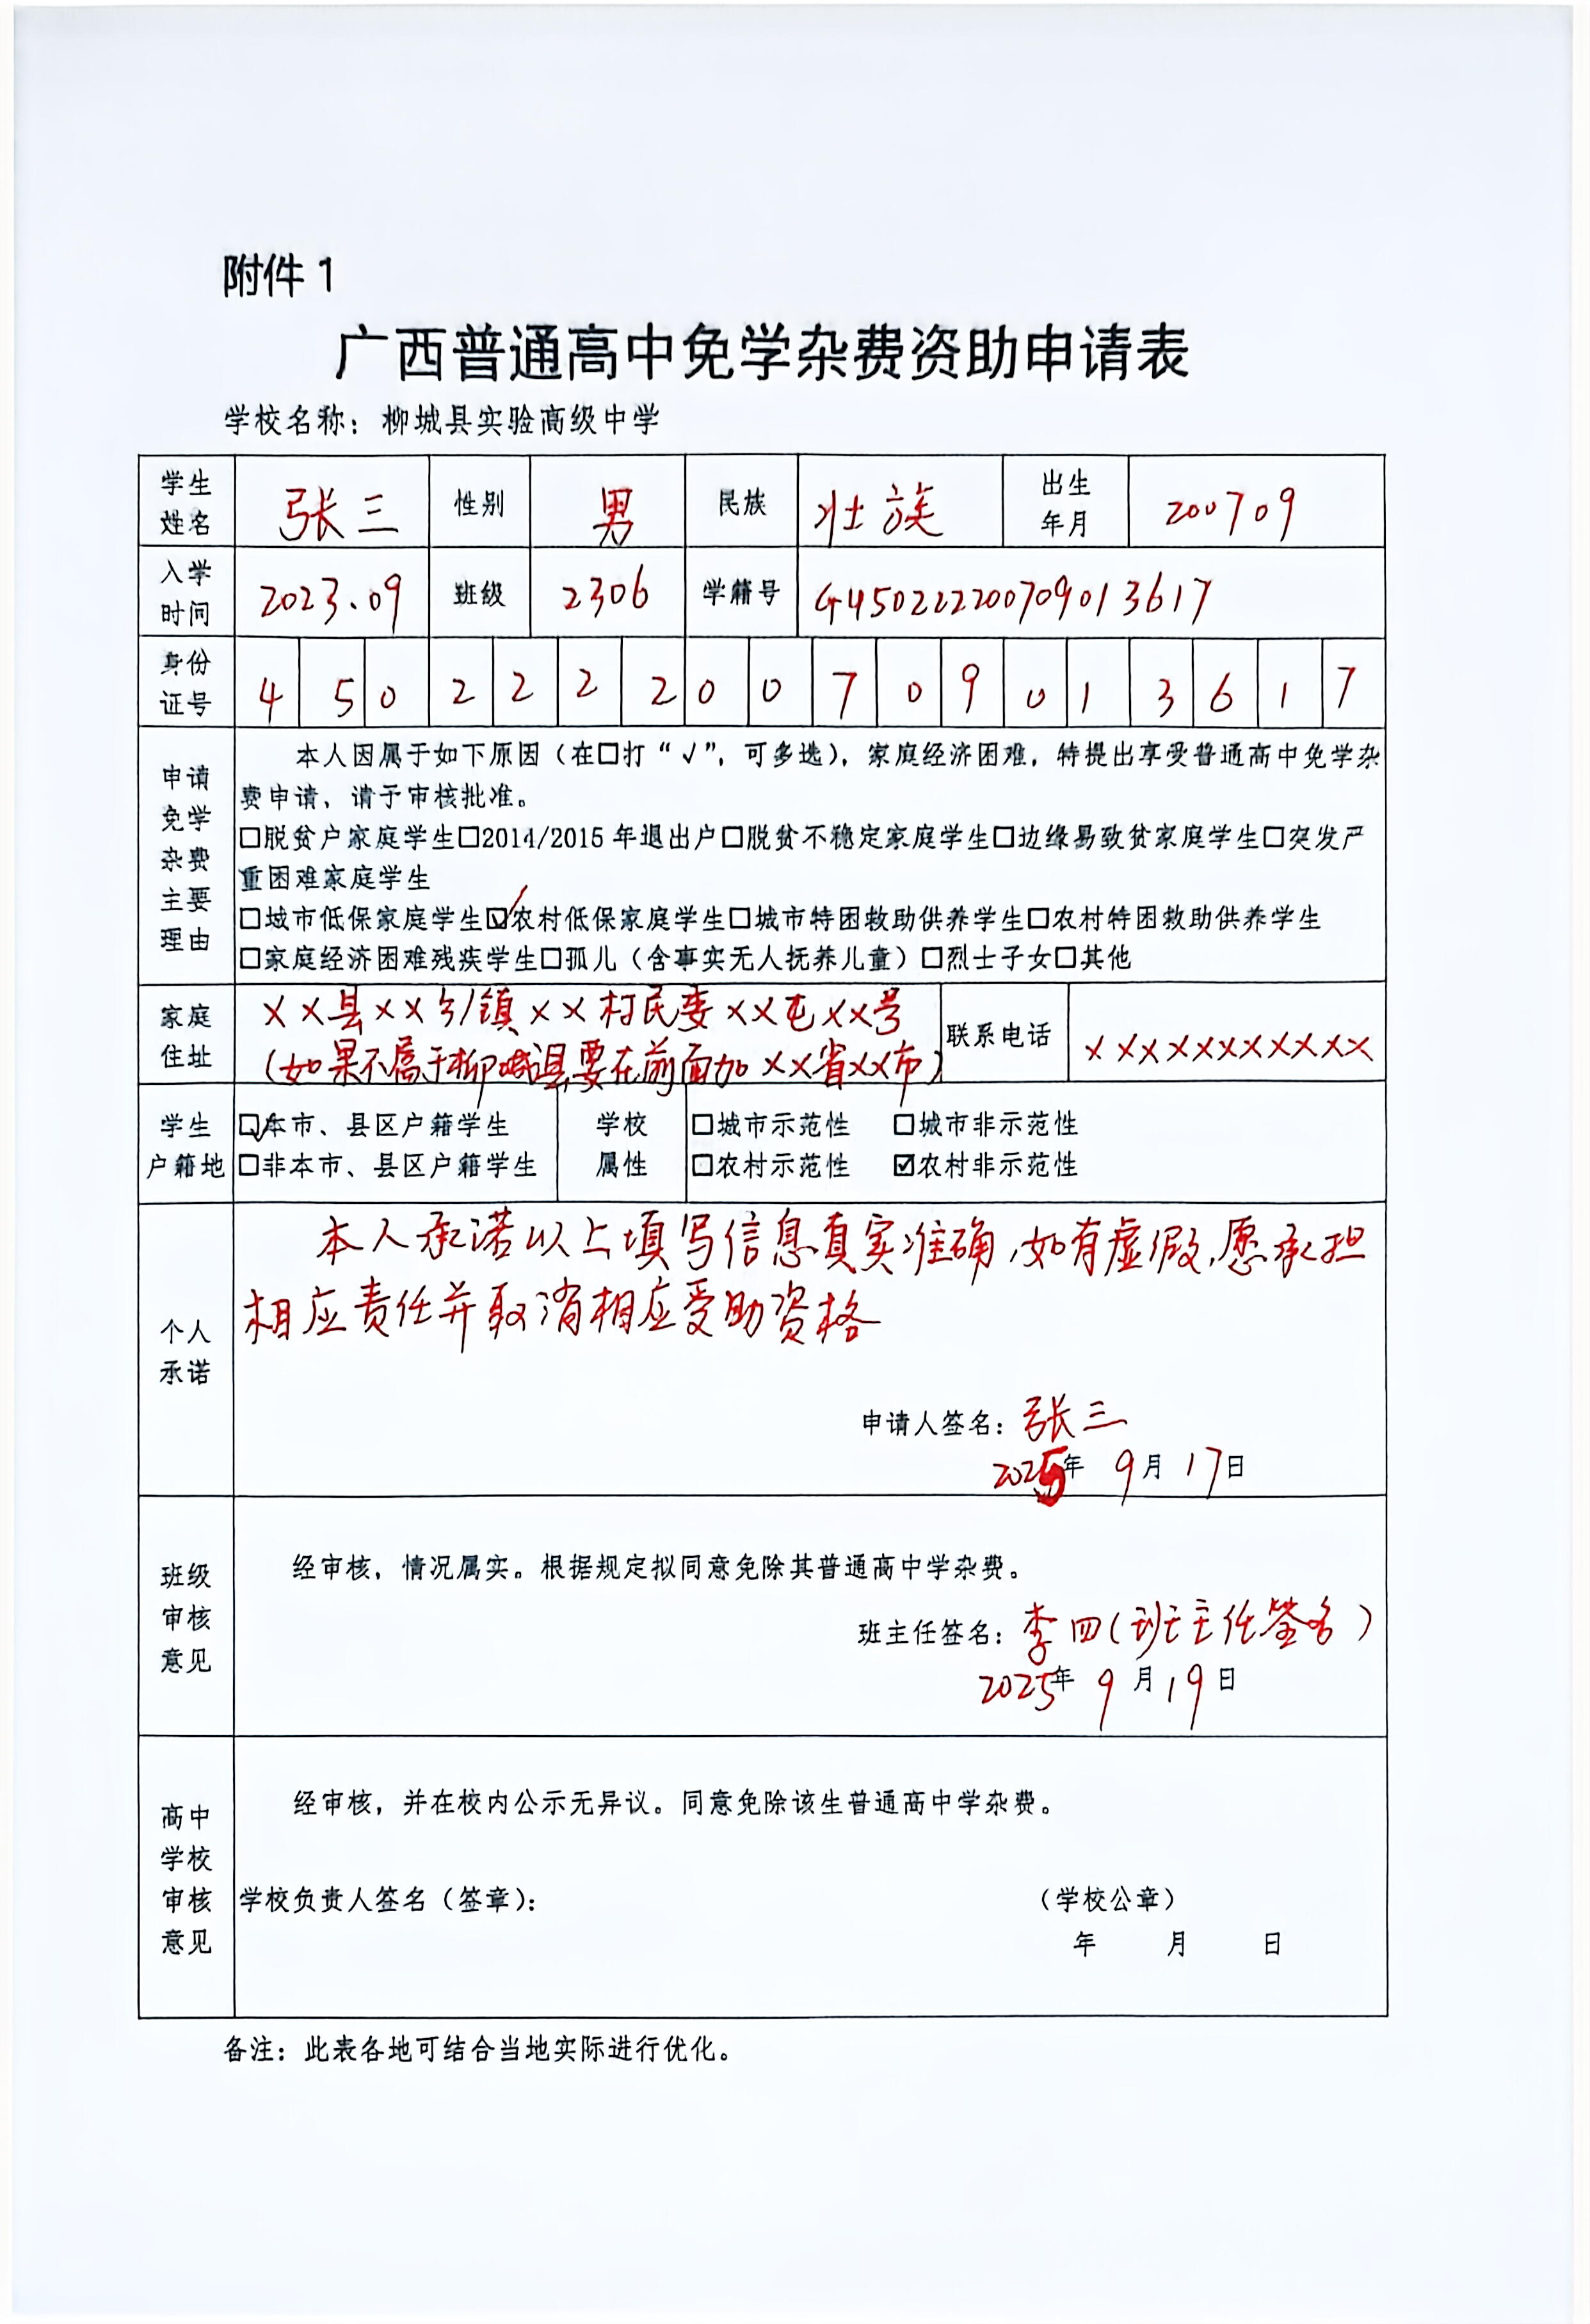 附件 1
广西普通高中免学杂费资助申请表
学校名称：柳城县实验高级中学
学生姓名 张三 性别 男 民族 壮族 出生年月 200709
入学时间 2023.09 班级 2306 学籍号 G450222200709013617
身份证号 4 5 0 2 2 2 2 0 0 7 0 9 0 1 3 6 1 7
申请免学杂费主要理由
本人因属于如下原因（在□打“√”，可多选），家庭经济困难，特提出享受普通高中免学杂
费申请，请于审核批准。
□脱贫户家庭学生□2014/2015 年退出户□脱贫不稳定家庭学生□边缘易致贫家庭学生□突发严
重困难家庭学生
□城市低保家庭学生☑农村低保家庭学生□城市特困救助供养学生□农村特困救助供养学生
□家庭经济困难残疾学生□孤儿（含事实无人抚养儿童）□烈士子女□其他
家庭住址 ××县××乡/镇××村民委××屯××号
（如果不属于柳城县要在前面加××省××市）
联系电话 ×××××××××××
学生户籍地 ☑本市、县区户籍学生 学校属性 □城市示范性 □城市非示范性
□非本市、县区户籍学生 □农村示范性 ☑农村非示范性
个人承诺
本人承诺以上填写信息真实准确，如有虚假，愿承担
相应责任并取消相应受助资格
申请人签名：张三
2025年 9月 17日
班级审核意见
经审核，情况属实。根据规定拟同意免除其普通高中学杂费。
班主任签名：李四（班主任签名）
2025年 9月 19日
高中学校审核意见
经审核，并在校内公示无异议。同意免除该生普通高中学杂费。
学校负责人签名（签章）： （学校公章）
年 月 日
备注：此表各地可结合当地实际进行优化。